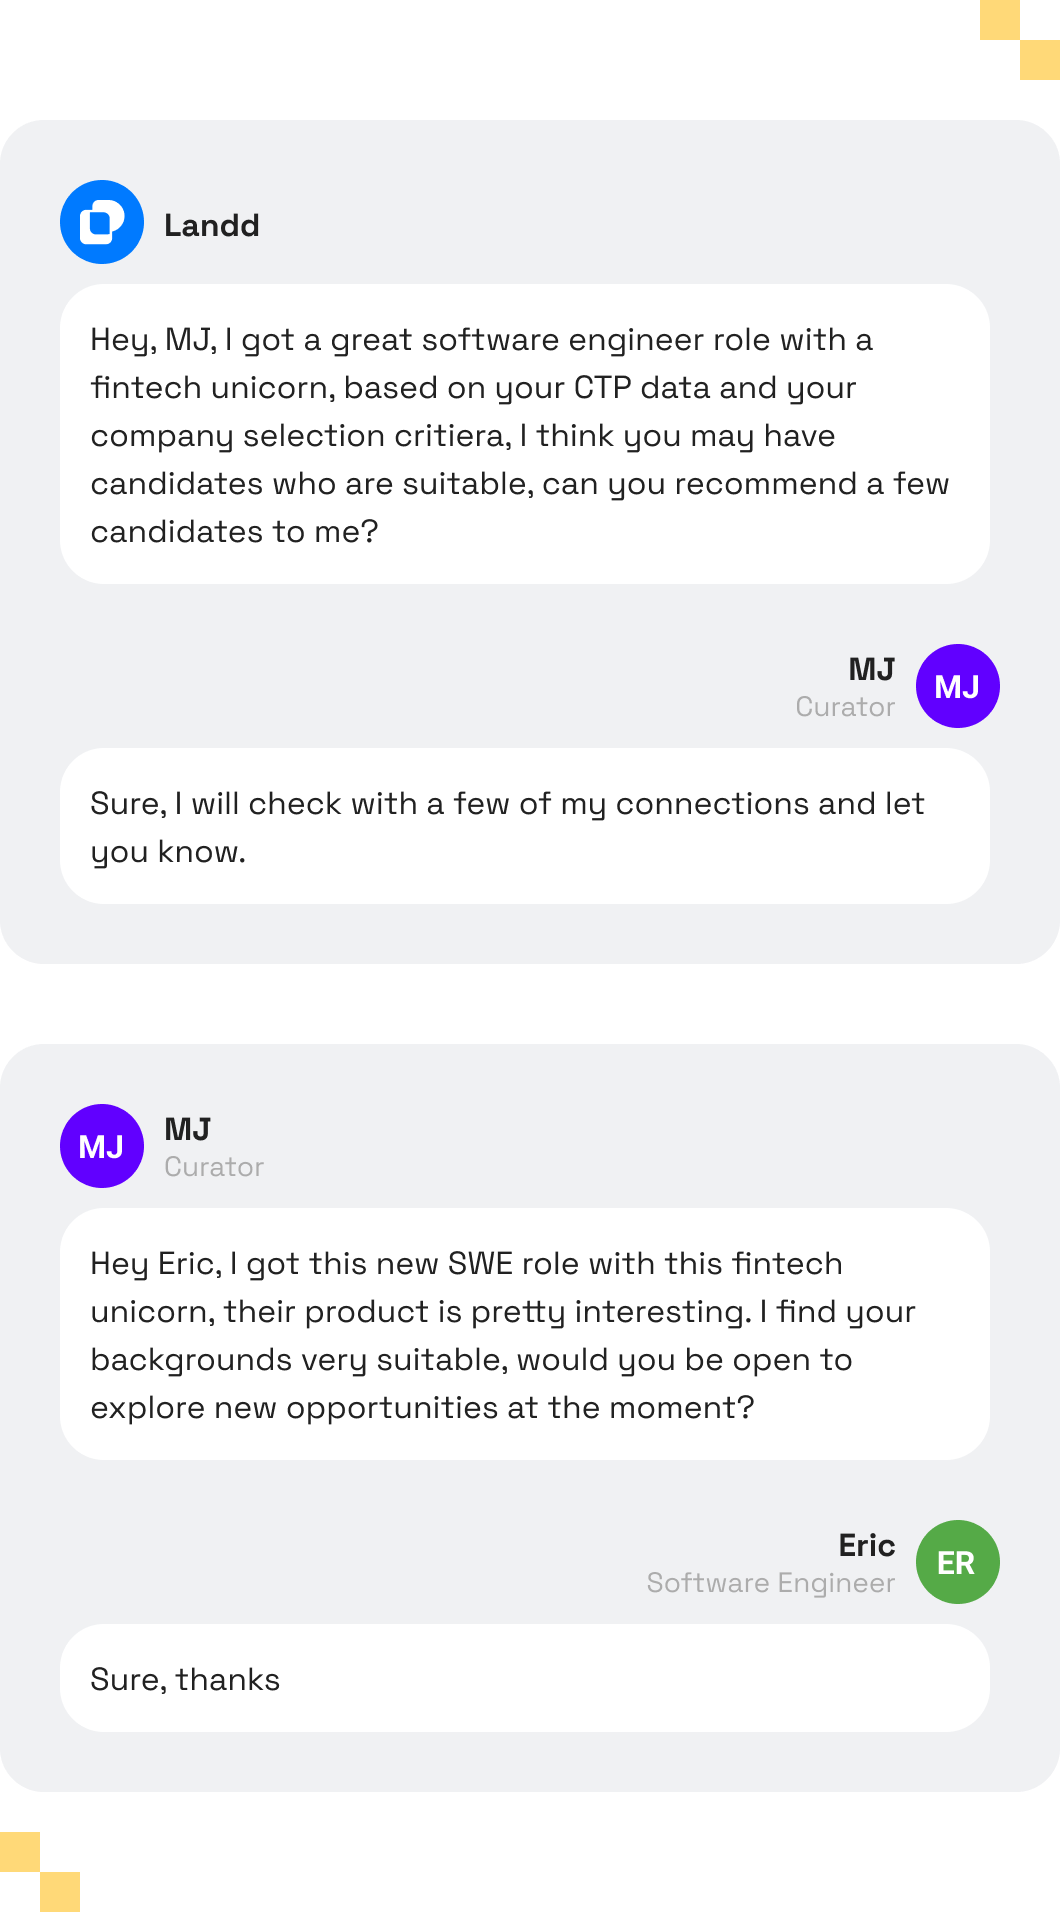 Landd
Hey, MJ, I got a great software engineer role with a
fintech unicorn, based on your CTP data and your
company selection critiera, I think you may have
candidates who are suitable, can you recommend a few
candidates to me?
MJ
Curator
MJ
Sure, I will check with a few of my connections and let
you know.
MJ
MJ
Curator
Hey Eric, I got this new SWE role with this fintech
unicorn, their product is pretty interesting. I find your
backgrounds very suitable, would you be open to
explore new opportunities at the moment?
Eric
Software Engineer
ER
Sure, thanks